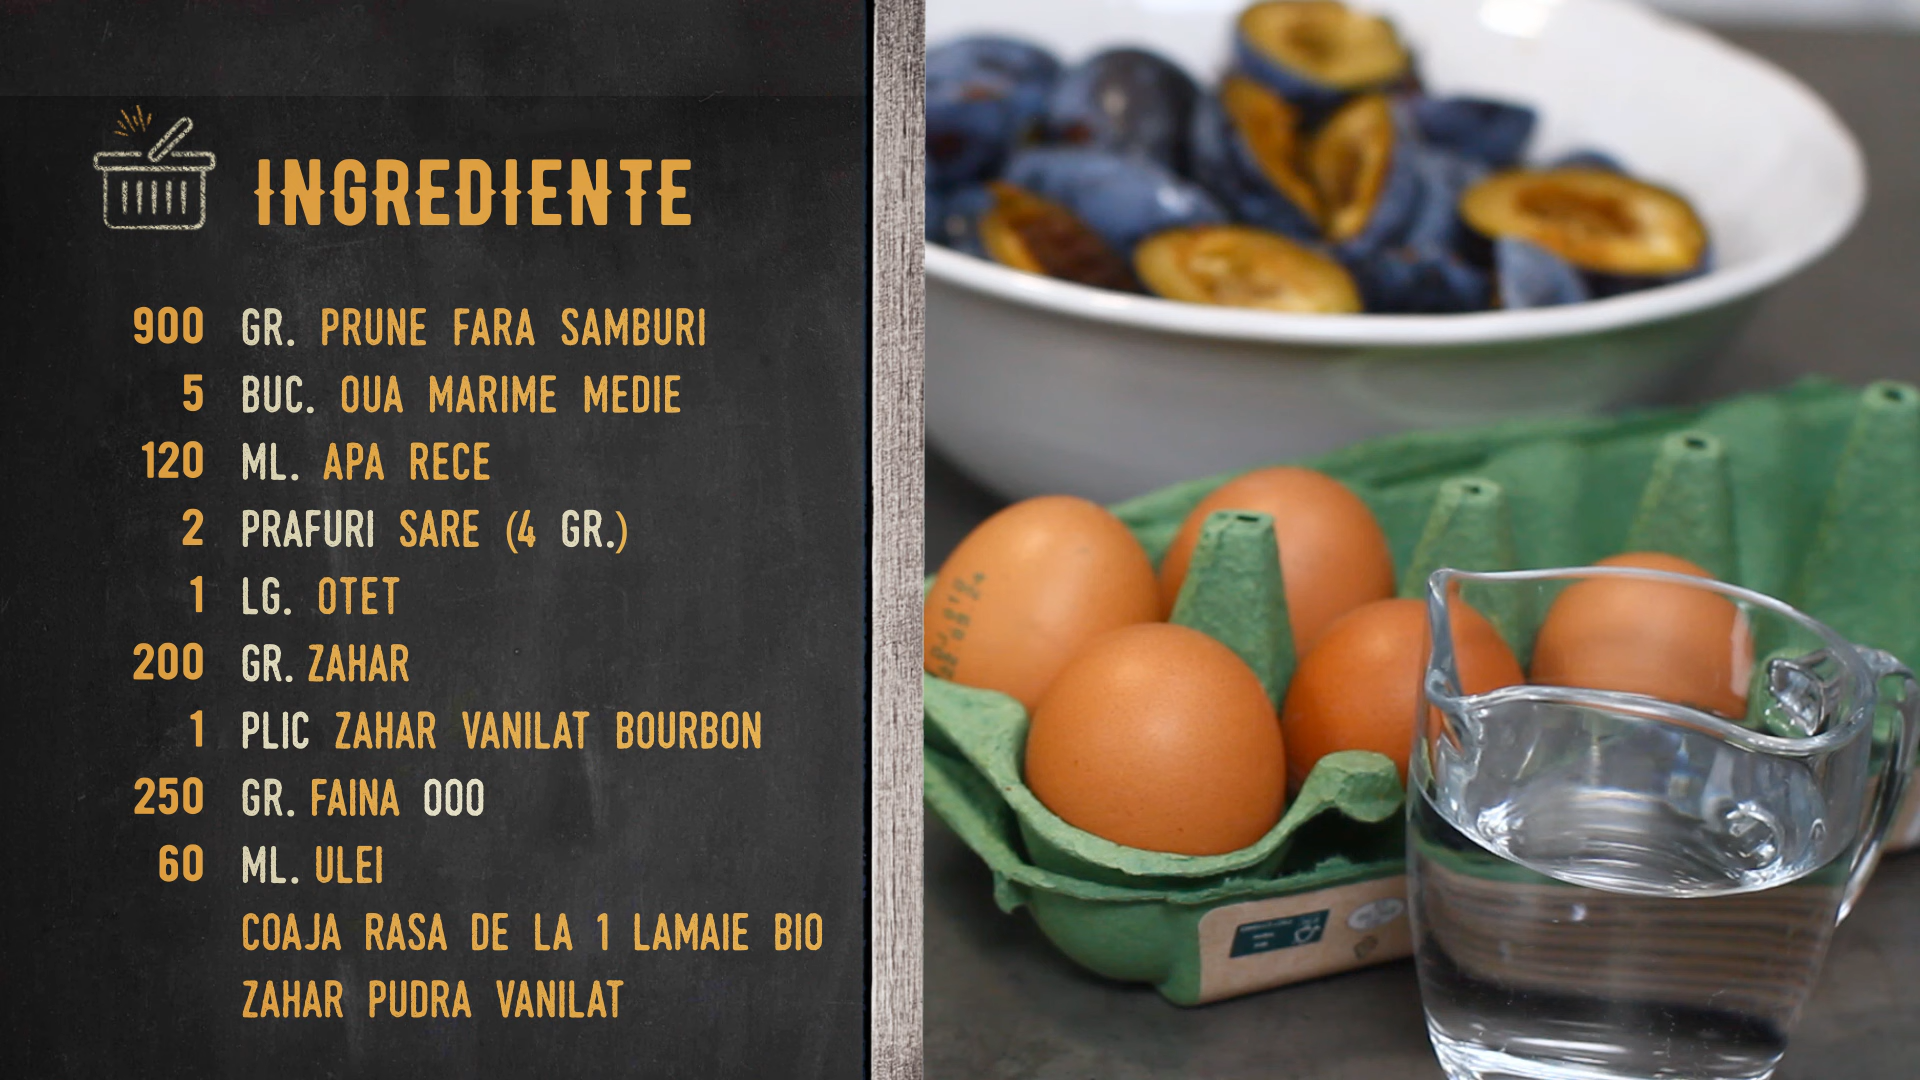 INGREDIENTE
900 GR. PRUNE FARA SAMBURI
5 BUC. OUA MARIME MEDIE
120 ML. APA RECE
2 PRAFURI SARE (4 GR.)
1 LG. OTET
200 GR. ZAHAR
1 PLIC ZAHAR VANILAT BOURBON
250 GR. FAINA 000
60 ML. ULEI
COAJA RASA DE LA 1 LAMAIE BIO
ZAHAR PUDRA VANILAT